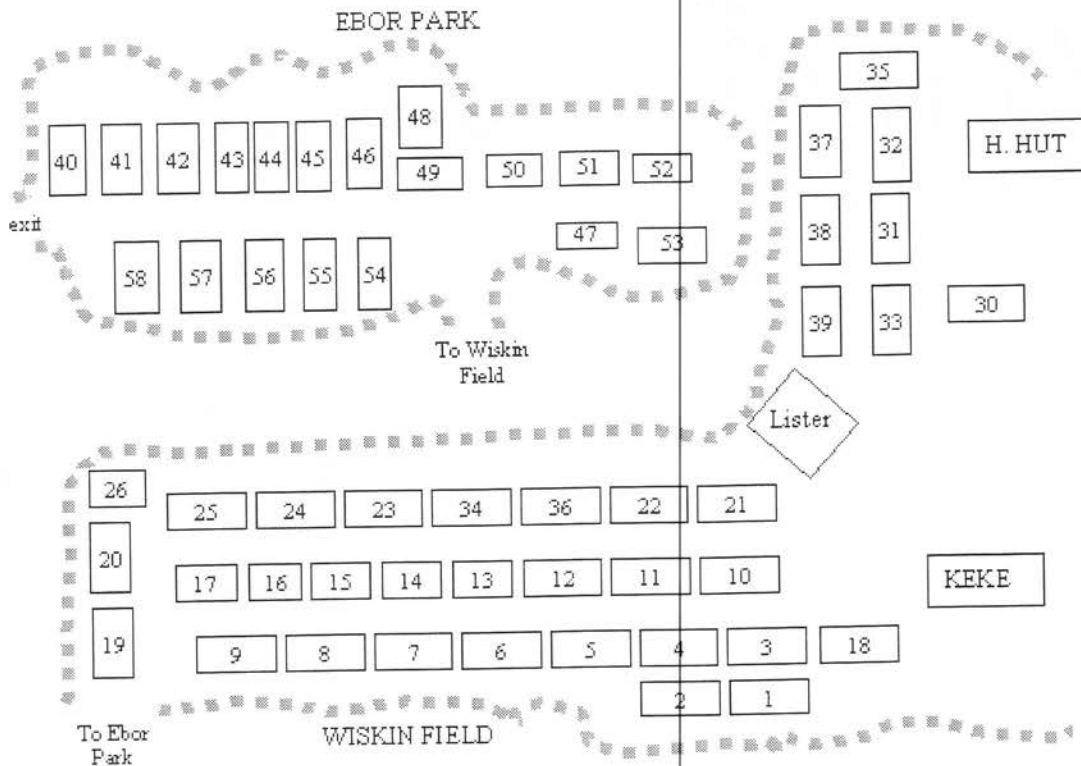 EBOR PARK
35
48
40 41 42 43 44 45 46
37 32 H. HUT
49 50 51 52
exit
47 53
38 31
58 57 56 55 54
39 33 30
To Wiskin
Field
Lister
26
25 24 23 34 36 22 21
20
17 16 15 14 13 12 11 10
KEKE
19
9 8 7 6 5 4 3 18
2 1
To Ebor
Park
WISKIN FIELD